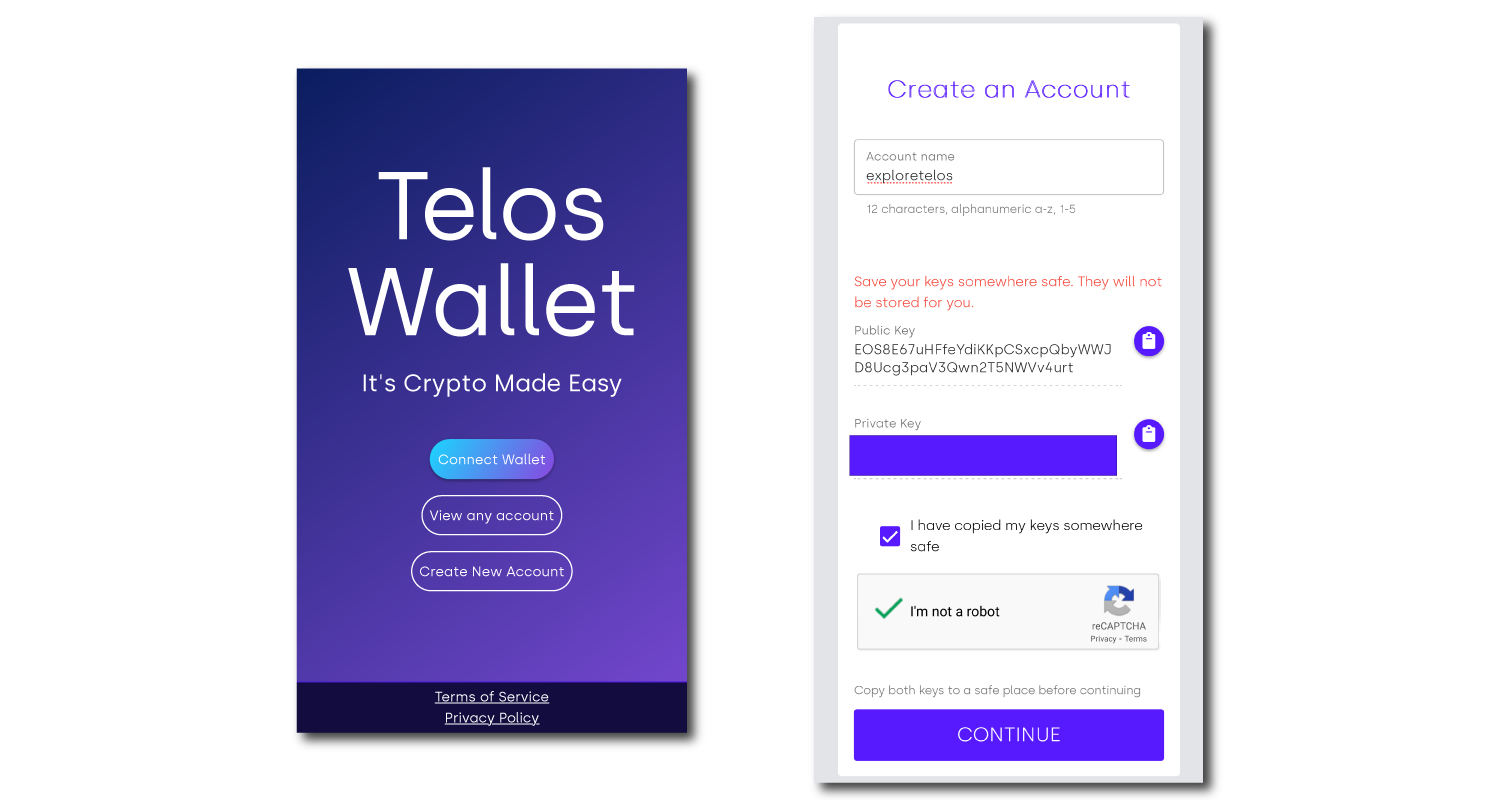 Telos
Wallet
It's Crypto Made Easy
Connect Wallet
View any account
Create New Account
Terms of Service
Privacy Policy
Create an Account
Account name
exploretelos
12 characters, alphanumeric a-z, 1-5
Save your keys somewhere safe. They will not
be stored for you.
Public Key
EOS8E67uHFfeYdiKKpCSxcpQbyWWJ
D8Ucg3paV3Qwn2T5NWVv4urt
Private Key
I have copied my keys somewhere
safe
I'm not a robot
reCAPTCHA
Privacy - Terms
Copy both keys to a safe place before continuing
CONTINUE